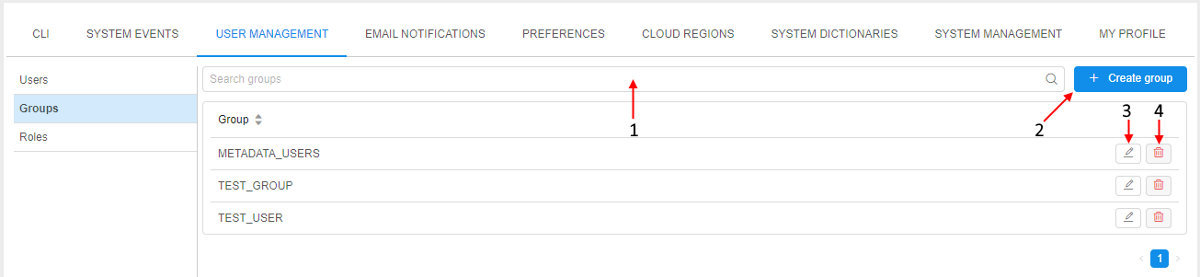 CLI SYSTEM EVENTS USER MANAGEMENT EMAIL NOTIFICATIONS PREFERENCES CLOUD REGIONS SYSTEM DICTIONARIES SYSTEM MANAGEMENT MY PROFILE
Users
Groups
Roles
Search groups
+ Create group
1
2
3
4
Group
METADATA_USERS
TEST_GROUP
TEST_USER
< 1 >